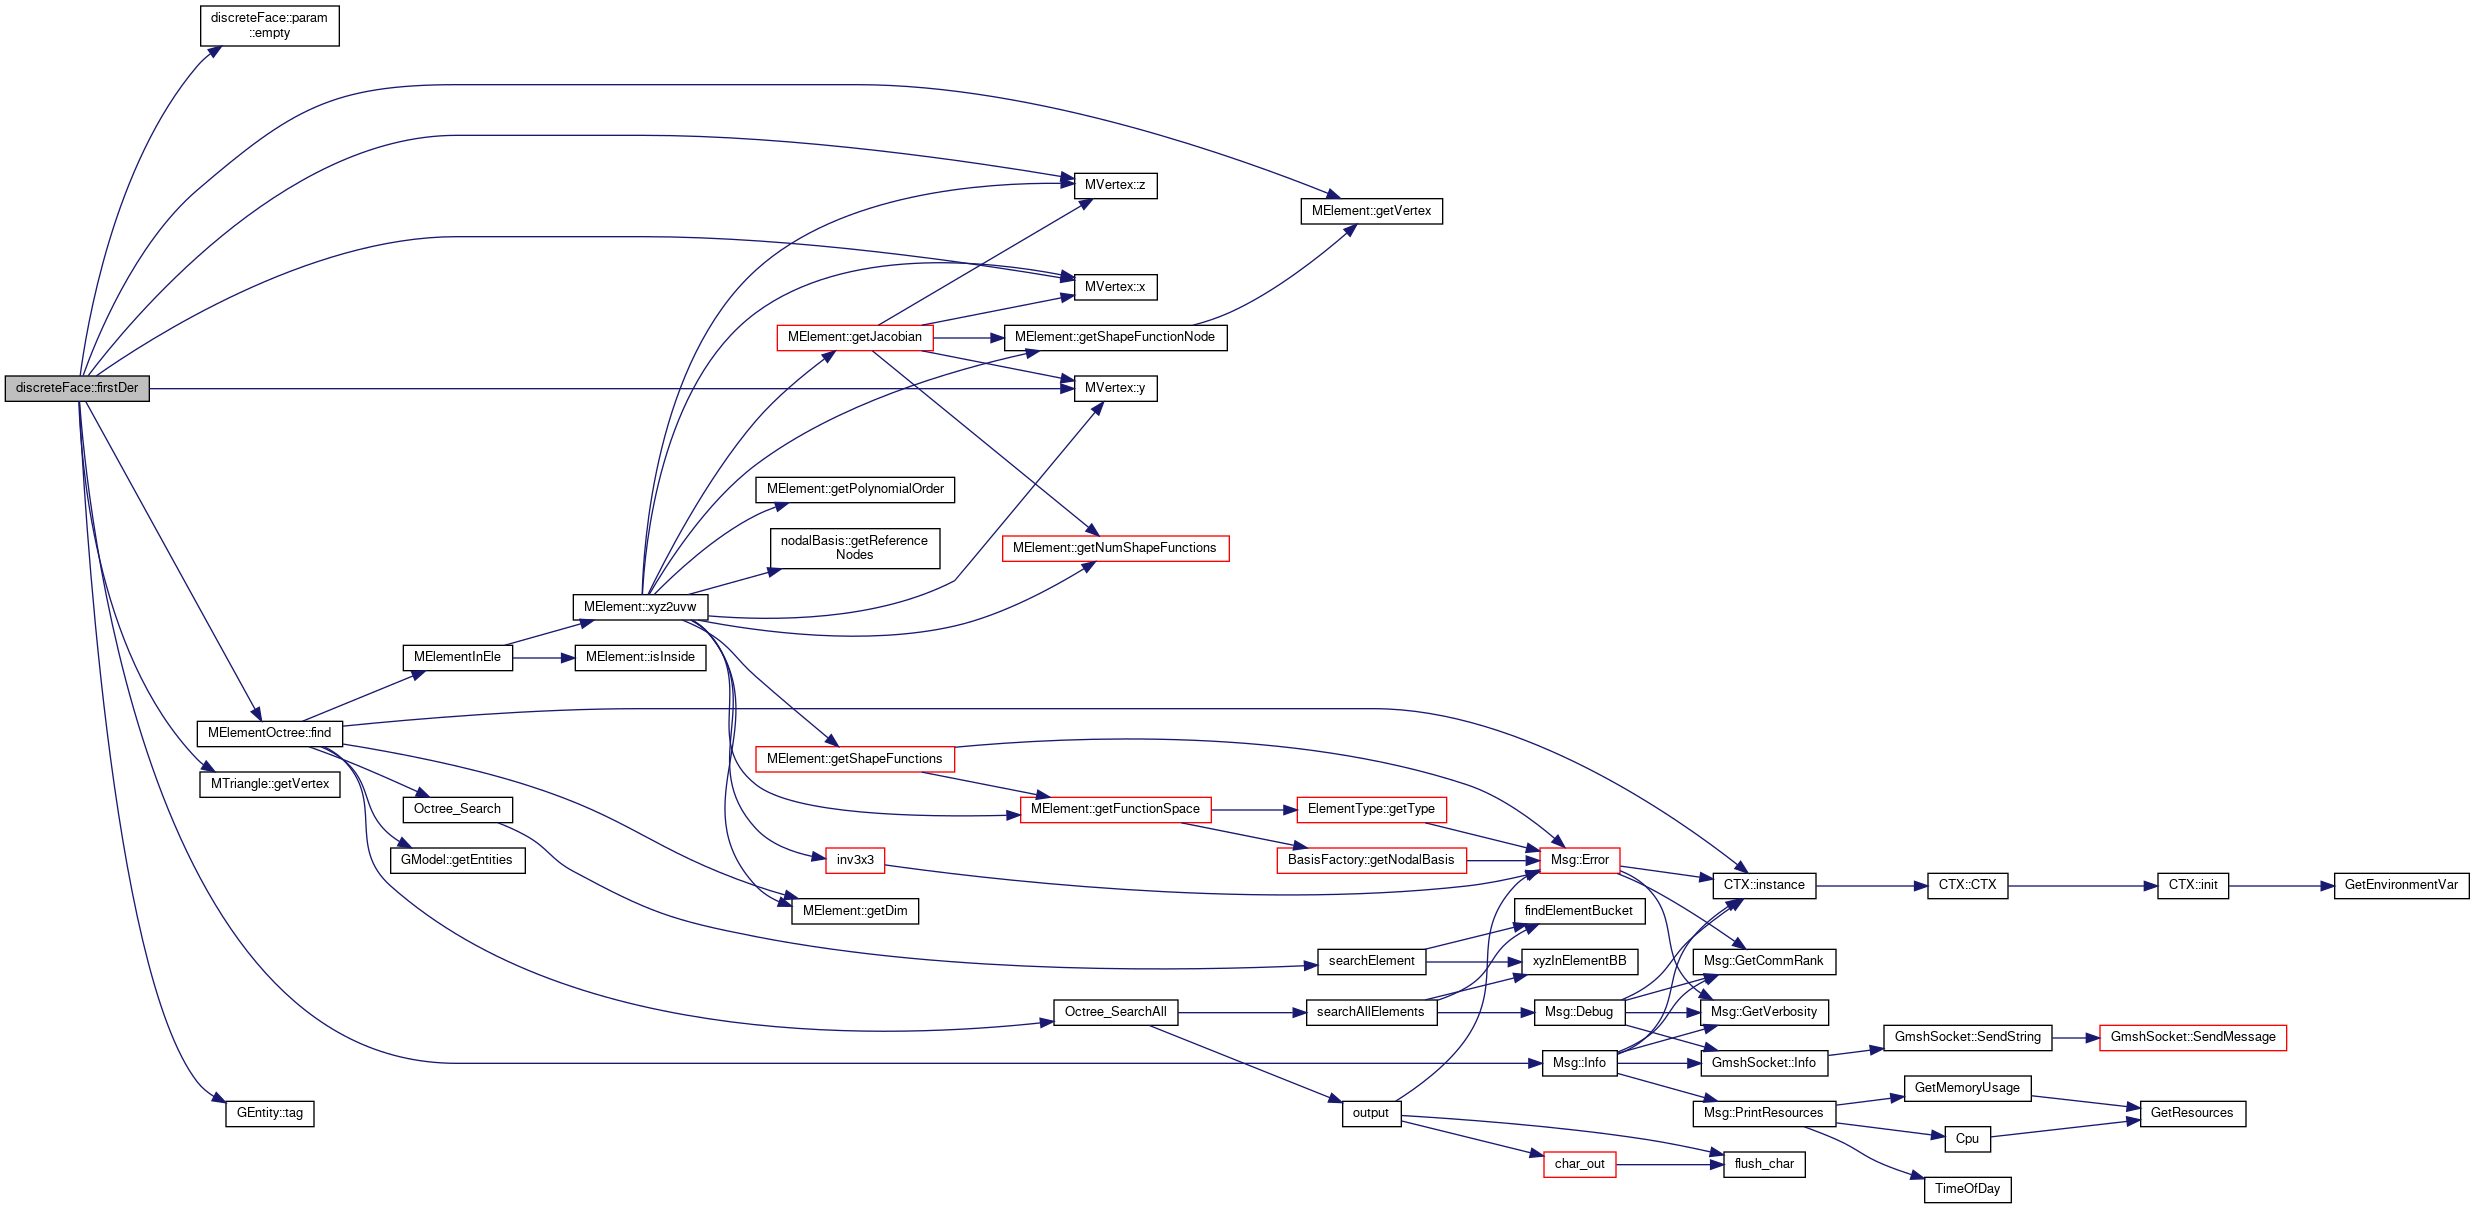 discreteFace::param
::empty
MVertex::z
MElement::getVertex
MVertex::x
MElement::getJacobian
MElement::getShapeFunctionNode
discreteFace::firstDer
MVertex::y
MElement::getPolynomialOrder
nodalBasis::getReference
Nodes
MElement::getNumShapeFunctions
MElement::xyz2uvw
MElementInEle
MElement::isInside
MElementOctree::find
MElement::getShapeFunctions
MTriangle::getVertex
Octree_Search
MElement::getFunctionSpace
ElementType::getType
GModel::getEntities
inv3x3
BasisFactory::getNodalBasis
Msg::Error
CTX::instance
CTX::CTX
CTX::init
GetEnvironmentVar
MElement::getDim
findElementBucket
searchElement
xyzInElementBB
Msg::GetCommRank
Octree_SearchAll
searchAllElements
Msg::Debug
Msg::GetVerbosity
GmshSocket::SendString
GmshSocket::SendMessage
Msg::Info
GmshSocket::Info
GetMemoryUsage
GEntity::tag
output
Msg::PrintResources
GetResources
Cpu
char_out
flush_char
TimeOfDay